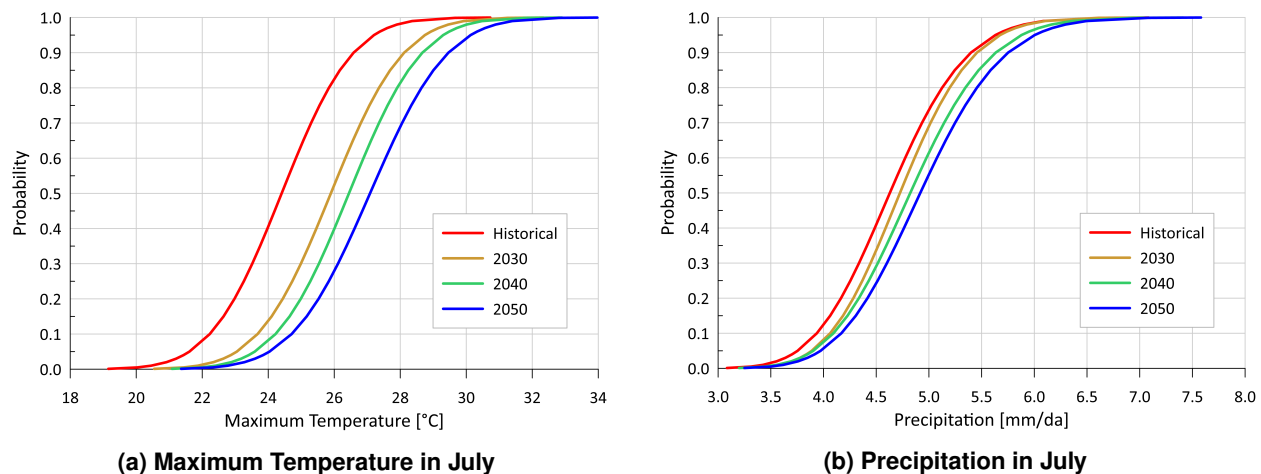 1.0
0.9
0.8
0.7
0.6
0.5
0.4
0.3
0.2
0.1
0.0
Probability
18 20 22 24 26 28 30 32 34
Maximum Temperature [°C]
Historical
2030
2040
2050
(a) Maximum Temperature in July
1.0
0.9
0.8
0.7
0.6
0.5
0.4
0.3
0.2
0.1
0.0
Probability
3.0 3.5 4.0 4.5 5.0 5.5 6.0 6.5 7.0 7.5 8.0
Precipitation [mm/da]
Historical
2030
2040
2050
(b) Precipitation in July